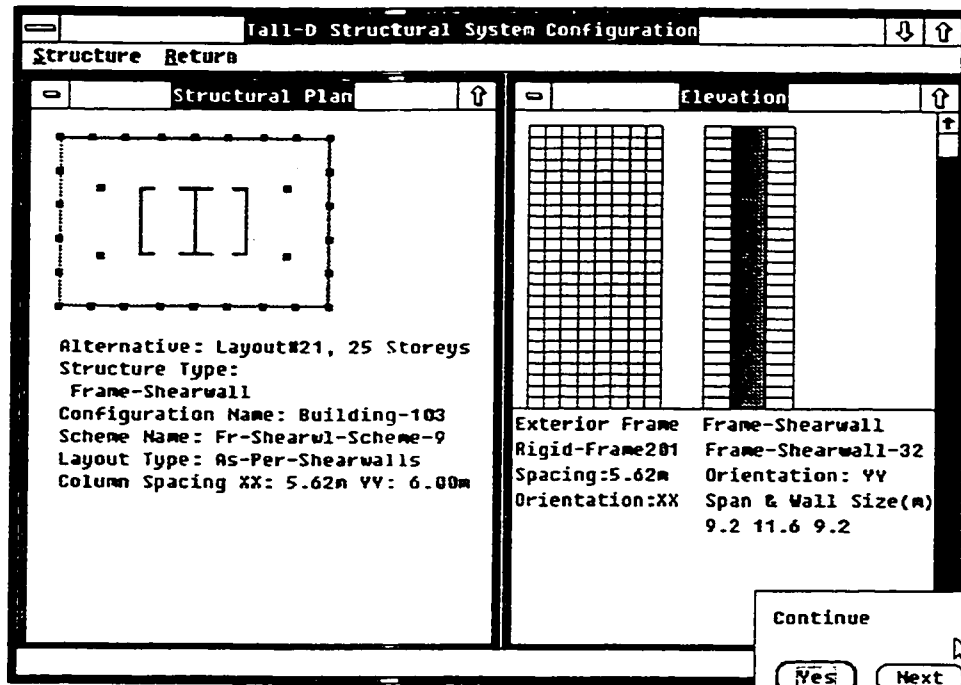 Tall-D Structural System Configuration
Structure Return
Structural Plan
Alternative: Layout#21, 25 Storeys
Structure Type:
Frame-Shearwall
Configuration Name: Building-103
Scheme Name: Fr-Shearwl-Scheme-9
Layout Type: As-Per-Shearwalls
Column Spacing XX: 5.62m YY: 6.00m
Elevation
Exterior Frame Frame-Shearwall
Rigid-Frame201 Frame-Shearwall-32
Spacing:5.62m Orientation: YY
Orientation:XX Span & Wall Size(m)
9.2 11.6 9.2
Continue
Yes Next